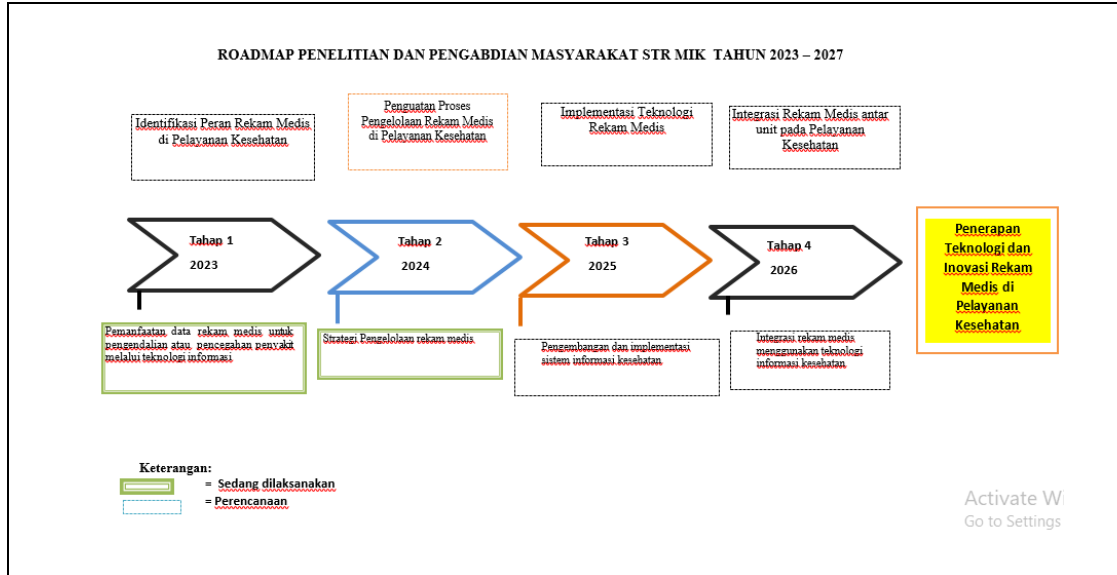 ROADMAP PENELITIAN DAN PENGABDIAN MASYARAKAT STR MIK TAHUN 2023 – 2027
Identifikasi Peran Rekam Medis
di Pelayanan Kesehatan
Penguatan Proses
Pengelolaan Rekam Medis
di Pelayanan Kesehatan
Implementasi Teknologi
Rekam Medis
Integrasi Rekam Medis antar
unit pada Pelayanan
Kesehatan
Tahap 1
2023
Tahap 2
2024
Tahap 3
2025
Tahap 4
2026
Penerapan
Teknologi dan
Inovasi Rekam
Medis di
Pelayanan
Kesehatan
Pemanfaatan data rekam medis untuk
pengendalian atau pencegahan penyakit
melalui teknologi informasi
Strategi Pengelolaan rekam medis
Pengembangan dan implementasi
sistem informasi kesehatan
Integrasi rekam medis
menggunakan teknologi
informasi kesehatan
Keterangan:
= Sedang dilaksanakan
= Perencanaan
Activate Wi
Go to Settings